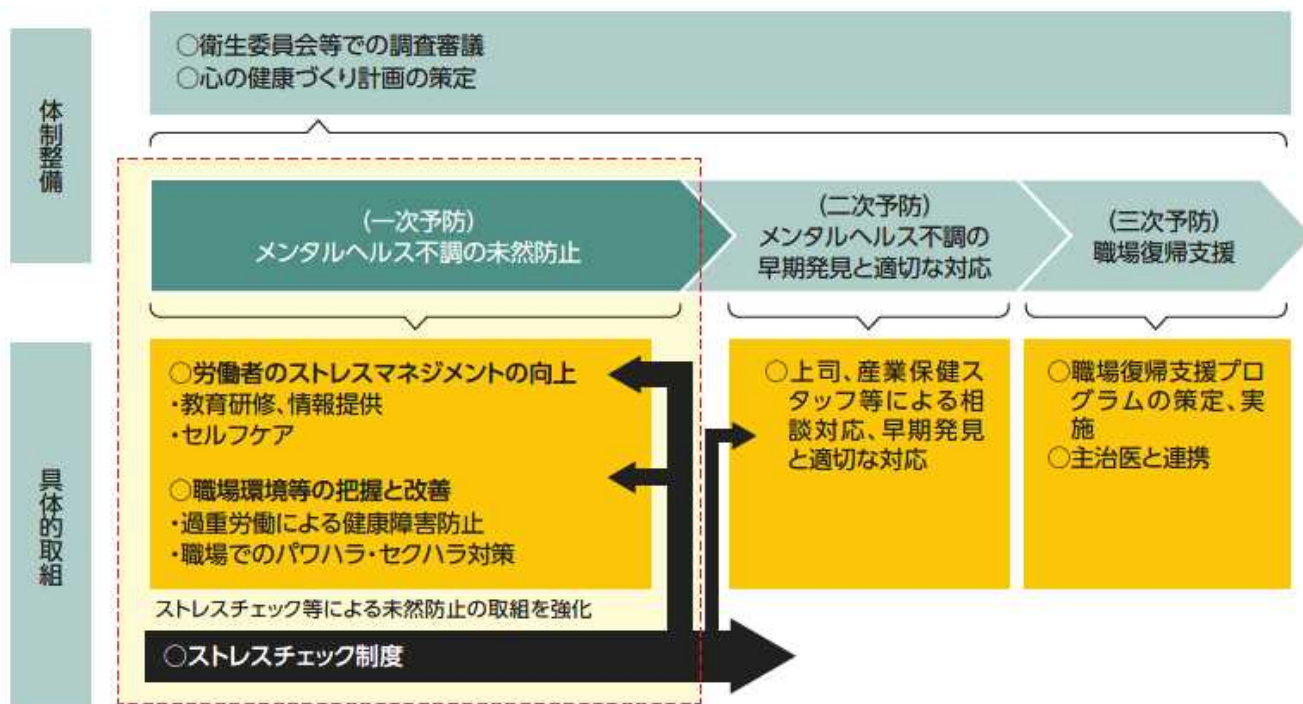 体制整備
○衛生委員会等での調査審議
○心の健康づくり計画の策定
(一次予防)
メンタルヘルス不調の未然防止
(二次予防)
メンタルヘルス不調の
早期発見と適切な対応
(三次予防)
職場復帰支援
具体的取組
○労働者のストレスマネジメントの向上
・教育研修、情報提供
・セルフケア
○職場環境等の把握と改善
・過重労働による健康障害防止
・職場でのパワハラ・セクハラ対策
○上司、産業保健ス
タッフ等による相
談対応、早期発見
と適切な対応
○職場復帰支援プロ
グラムの策定、実
施
○主治医と連携
ストレスチェック等による未然防止の取組を強化
○ストレスチェック制度